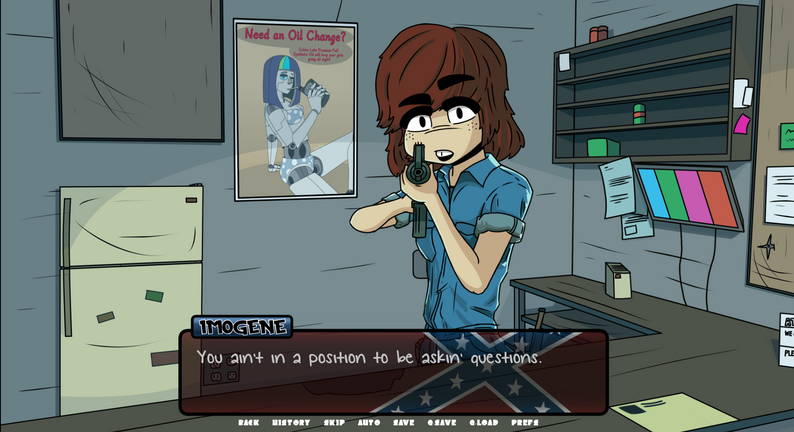 Need an Oil Change?
IMOGENE
You ain't in a position to be askin' questions.
BACK HISTORY SKIP AUTO SAVE Q.SAVE Q.LOAD PREFS